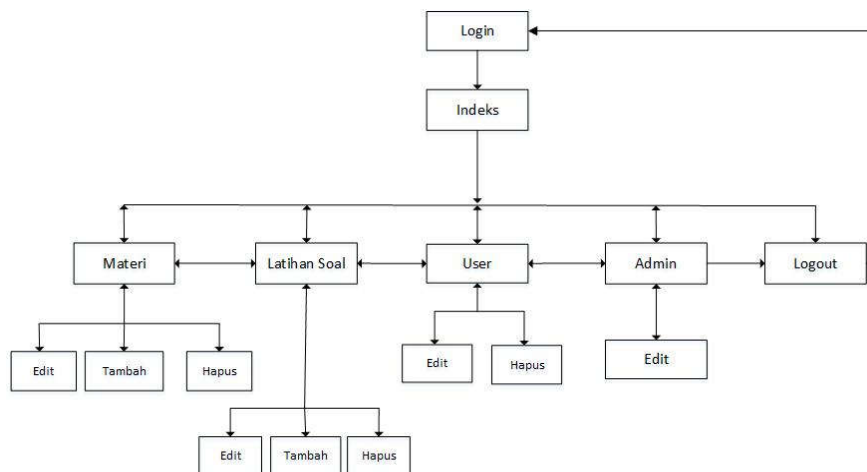 Login
Indeks
Materi
Latihan Soal
User
Admin
Logout
Edit
Tambah
Hapus
Edit
Hapus
Edit
Edit
Tambah
Hapus